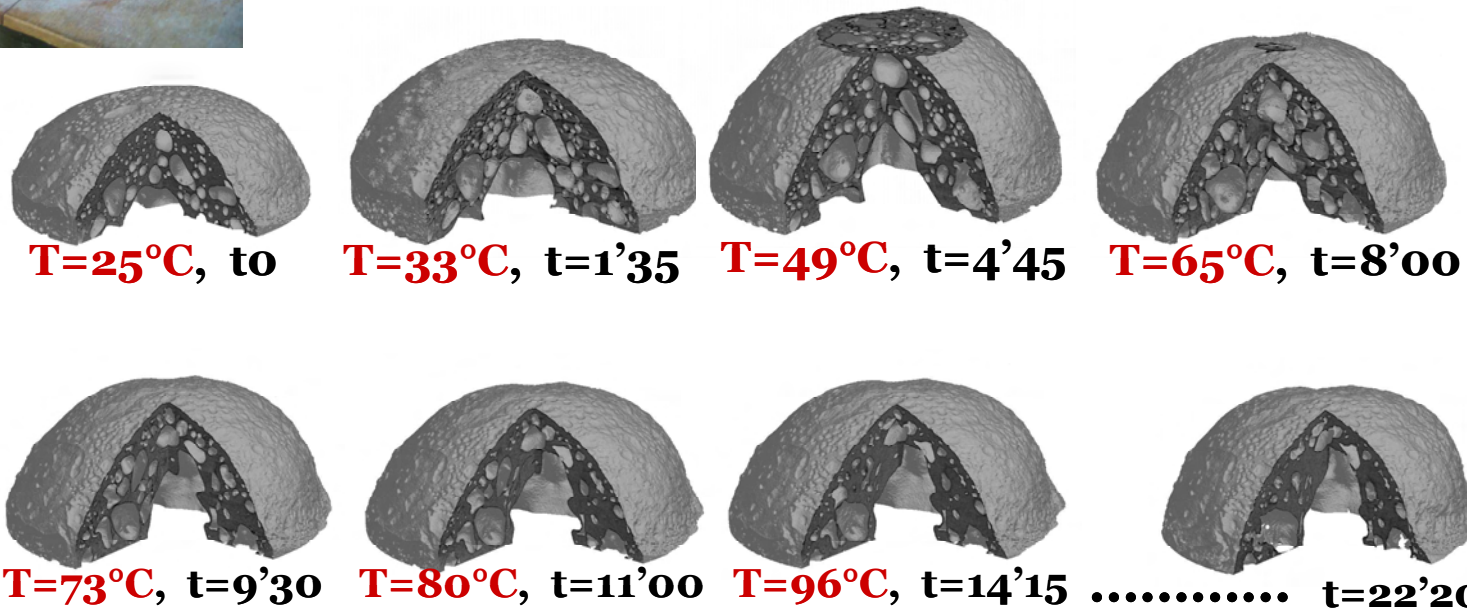 T=25°C, t0
T=33°C, t=1’35
T=49°C, t=4’45
T=65°C, t=8’00
T=73°C, t=9’30
T=80°C, t=11’00
T=96°C, t=14’15
............ t=22’20